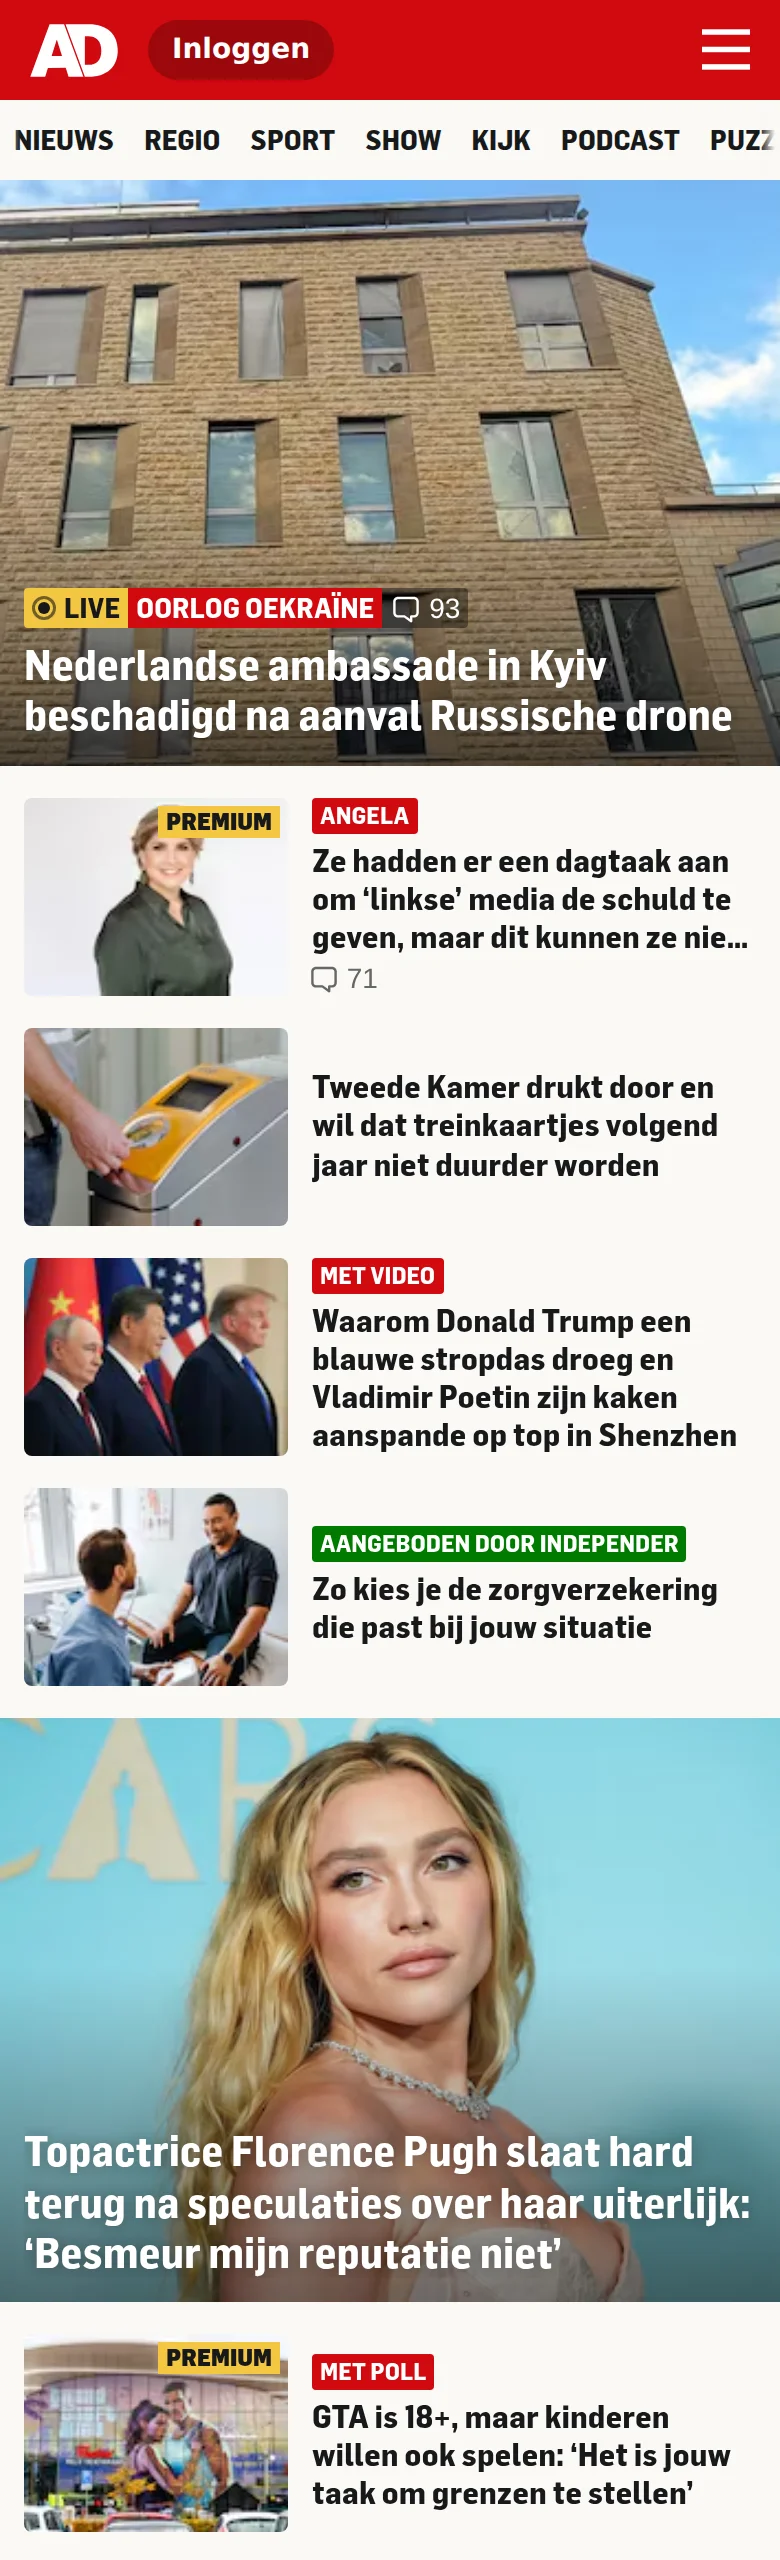 AD Inloggen
NIEUWS REGIO SPORT SHOW KIJK PODCAST PUZZ
LIVE OORLOG OEKRAÏNE 93
Nederlandse ambassade in Kyiv
beschadigd na aanval Russische drone
PREMIUM
ANGELA
Ze hadden er een dagtaak aan
om ‘linkse’ media de schuld te
geven, maar dit kunnen ze nie...
71
Tweede Kamer drukt door en
wil dat treinkaartjes volgend
jaar niet duurder worden
MET VIDEO
Waarom Donald Trump een
blauwe stropdas droeg en
Vladimir Poetin zijn kaken
aanspande op top in Shenzhen
AANGEBODEN DOOR INDEPENDER
Zo kies je de zorgverzekering
die past bij jouw situatie
Topactrice Florence Pugh slaat hard
terug na speculaties over haar uiterlijk:
‘Besmeur mijn reputatie niet’
PREMIUM
MET POLL
GTA is 18+, maar kinderen
willen ook spelen: ‘Het is jouw
taak om grenzen te stellen’